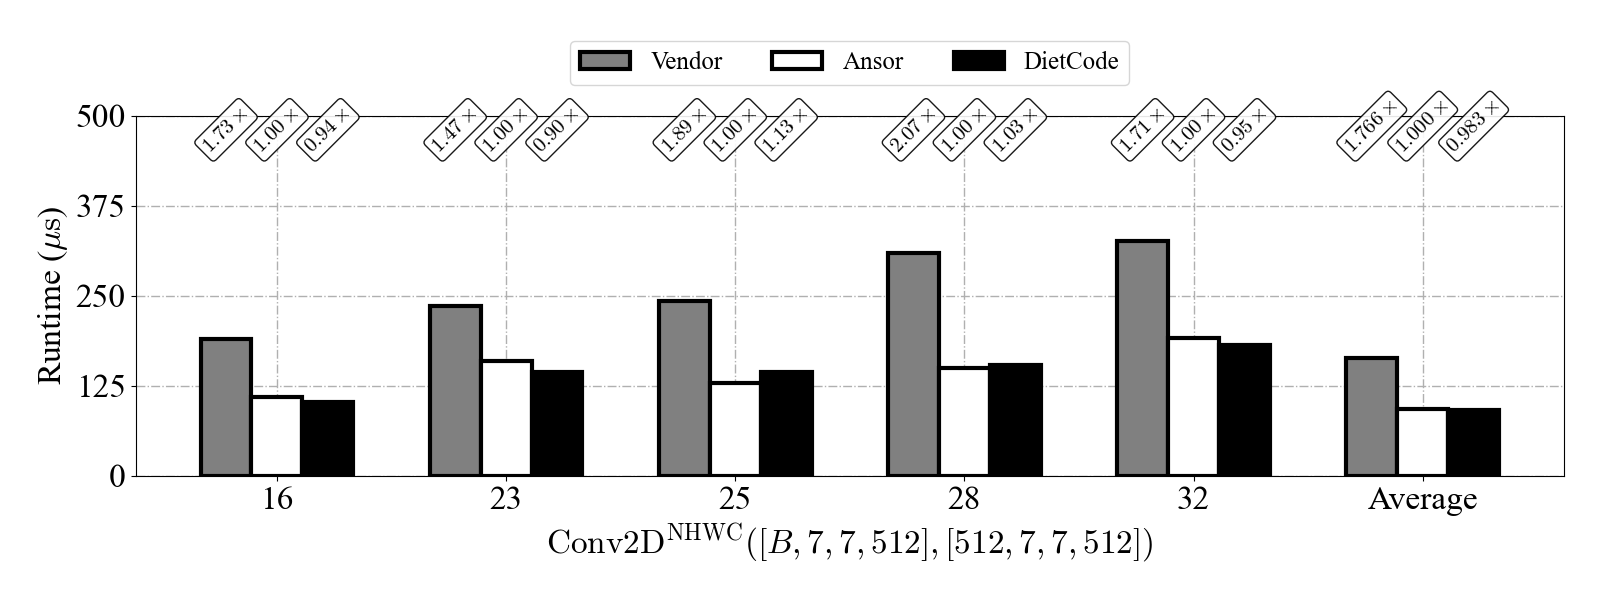 Vendor Ansor DietCode
500 375 250 125 0
Runtime (μs)
1.73 × 1.00 × 0.94 × 1.47 × 1.00 × 0.90 × 1.89 × 1.00 × 1.13 × 2.07 × 1.00 × 1.03 × 1.71 × 1.00 × 0.95 × 1.766 × 1.000 × 0.983 ×
16 23 25 28 32 Average
Conv2D^NHWC([B, 7, 7, 512], [512, 7, 7, 512])